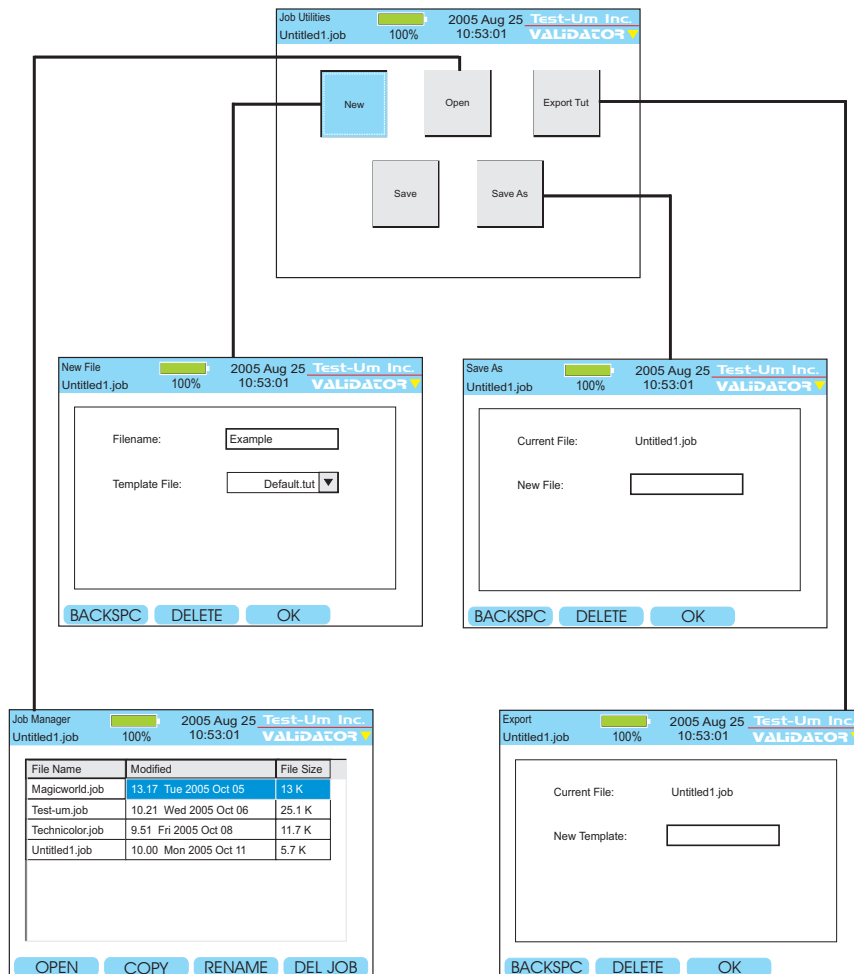 Job Utilities 2005 Aug 25 Test-Um Inc.
Untitled1.job 100% 10:53:01 VALIDATOR
New
Open
Export Tut
Save
Save As
New File 2005 Aug 25 Test-Um Inc.
Untitled1.job 100% 10:53:01 VALIDATOR
Filename: Example
Template File: Default.tut
BACKSPC DELETE OK
Save As 2005 Aug 25 Test-Um Inc.
Untitled1.job 100% 10:53:01 VALIDATOR
Current File: Untitled1.job
New File:
BACKSPC DELETE OK
Job Manager 2005 Aug 25 Test-Um Inc.
Untitled1.job 100% 10:53:01 VALIDATOR
File Name Modified File Size
Magicworld.job 13.17 Tue 2005 Oct 05 13 K
Test-um.job 10.21 Wed 2005 Oct 06 25.1 K
Technicolor.job 9.51 Fri 2005 Oct 08 11.7 K
Untitled1.job 10.00 Mon 2005 Oct 11 5.7 K
OPEN COPY RENAME DEL JOB
Export 2005 Aug 25 Test-Um Inc.
Untitled1.job 100% 10:53:01 VALIDATOR
Current File: Untitled1.job
New Template:
BACKSPC DELETE OK